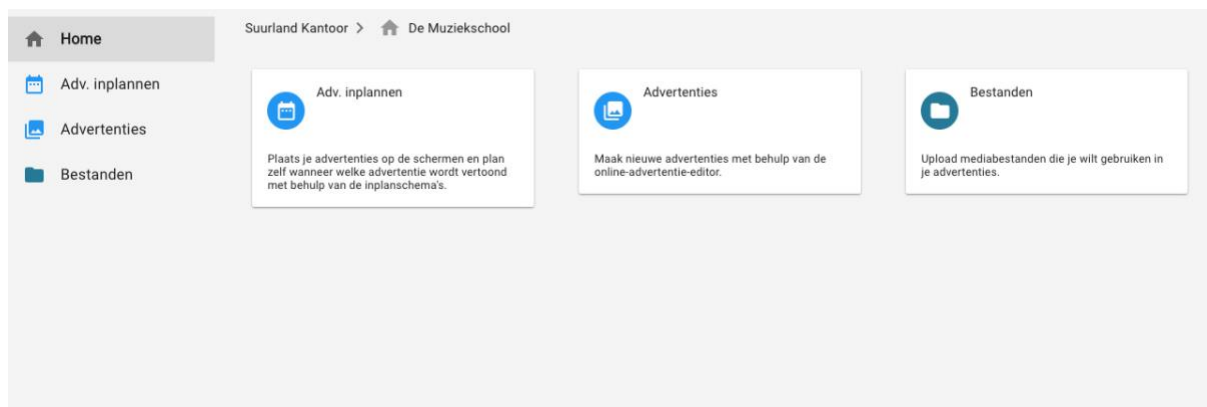 Home
Adv. inplannen
Advertenties
Bestanden
Suurland Kantoor > De Muziekschool
Adv. inplannen
Plaats je advertenties op de schermen en plan
zelf wanneer welke advertentie wordt vertoond
met behulp van de inplanschema's.
Advertenties
Maak nieuwe advertenties met behulp van de
online-advertentie-editor.
Bestanden
Upload mediabestanden die je wilt gebruiken in
je advertenties.